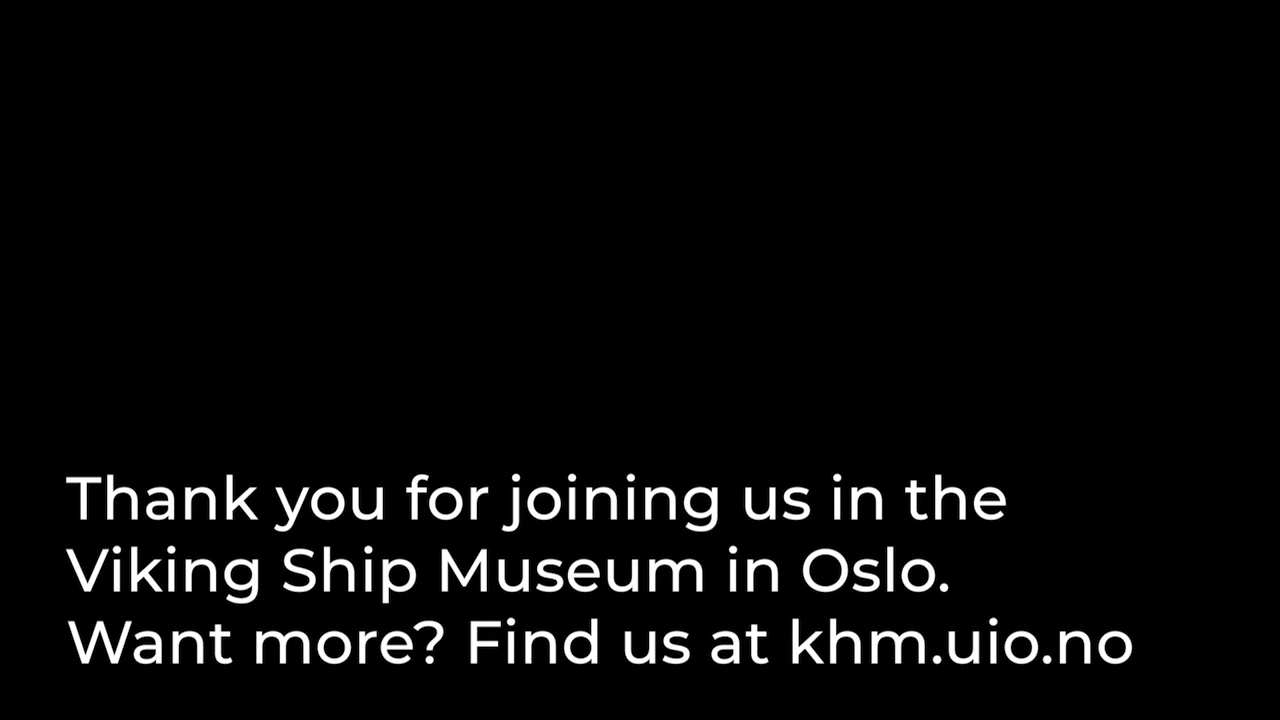 Thank you for joining us in the
Viking Ship Museum in Oslo.
Want more? Find us at khm.uio.no